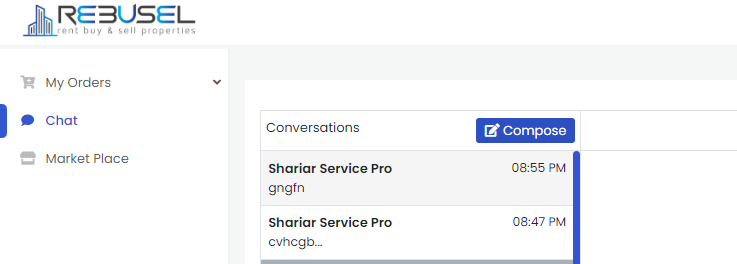 REBUSEL
rent buy & sell properties
My Orders
Chat
Market Place
Conversations
Compose
Shariar Service Pro 08:55 PM
gngfn
Shariar Service Pro 08:47 PM
cvhcgb...